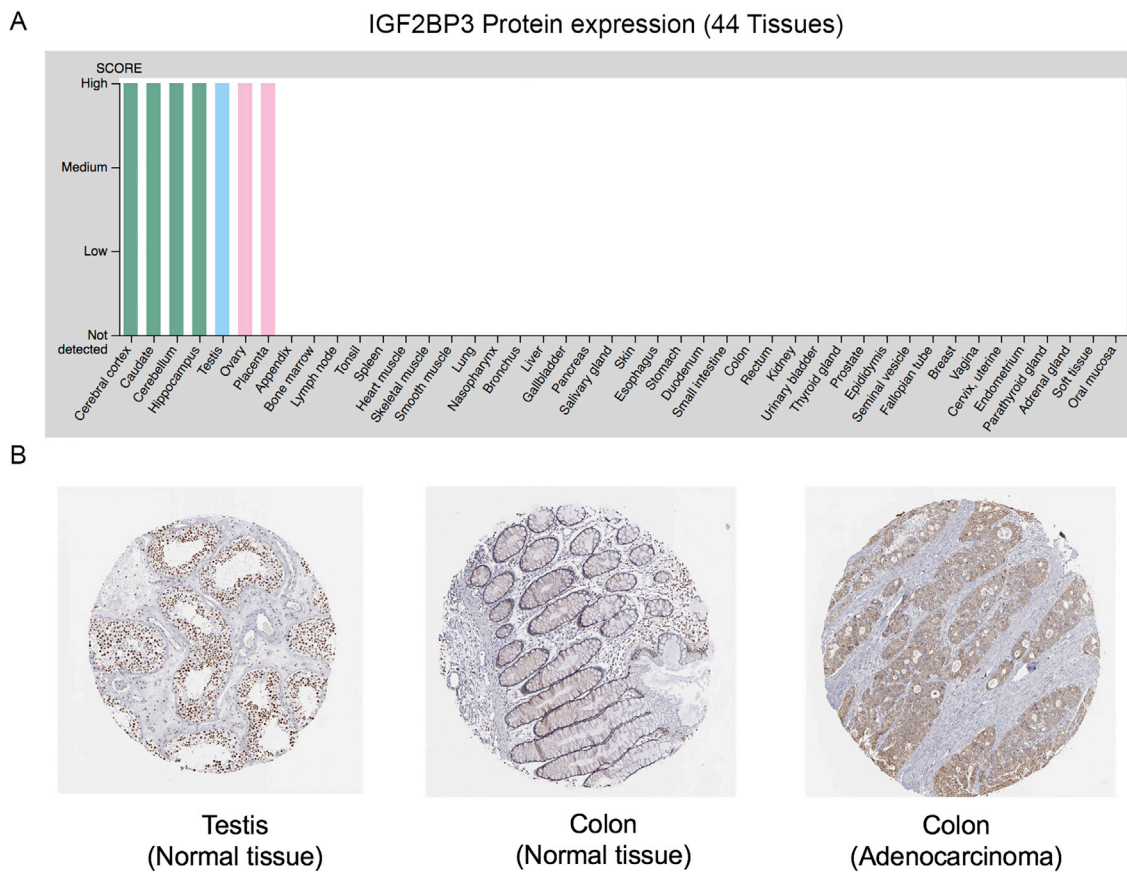 A
IGF2BP3 Protein expression (44 Tissues)
SCORE
High
Medium
Low
Not
detected
Cerebral cortex
Caudate
Cerebellum
Hippocampus
Testis
Ovary
Placenta
Appendix
Bone marrow
Lymph node
Tonsil
Spleen
Heart muscle
Skeletal muscle
Smooth muscle
Lung
Nasopharynx
Bronchus
Liver
Gallbladder
Pancreas
Salivary gland
Skin
Esophagus
Stomach
Duodenum
Small intestine
Colon
Rectum
Kidney
Urinary bladder
Thyroid gland
Prostate
Epididymis
Seminal vesicle
Fallopian tube
Breast
Vagina
Cervix, uterine
Endometrium
Parathyroid gland
Adrenal gland
Soft tissue
Oral mucosa
B
Testis
(Normal tissue)
Colon
(Normal tissue)
Colon
(Adenocarcinoma)